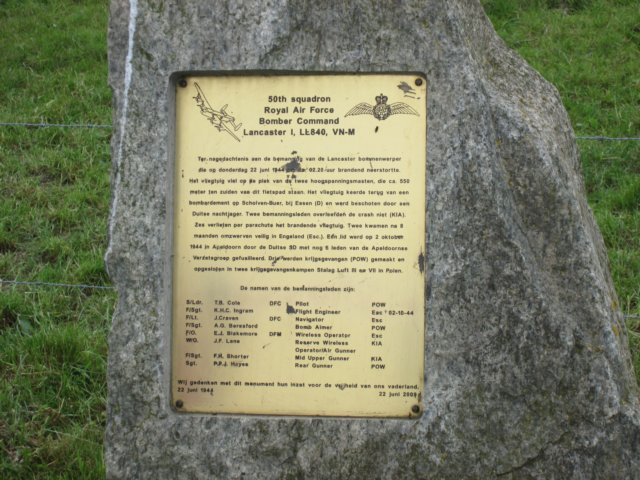 50th squadron
Royal Air Force
Bomber Command
Lancaster I, LL840, VN-M
Ter nagedachtenis aan de bemanning van de Lancaster bommenwerper
die op donderdag 22 juni 1944 02.20 uur brandend neerstortte.
Het vliegtuig viel op de plek van de twee hoogspanningsmasten, die ca. 550
meter ten zuiden van dit fietspad staan. Het vliegtuig keerde terug van een
bombardement op Scholven-Buer, bij Essen (D) en werd beschoten door een
Duitse nachtjager. Twee bemanningsleden overleefden de crash niet (KIA).
Zes verlieten per parachute het brandende vliegtuig. Twee kwamen na 8
maanden omzwerven veilig in Engeland (Esc.). Eén lid werd op 2 oktober
1944 in Apeldoorn door de Duitse SD met nog 6 leden van de Apeldoornse
Verzetsgroep gefusilleerd. Drie werden krijgsgevangen (POW) gemaakt en
opgesloten in twee krijgsgevangenkampen Stalag Luft III en VII in Polen.
De namen van de bemanningsleden zijn:
S/Ldr. T.B. Cole DFC Pilot POW
F/Sgt. K.H.C. Ingram Flight Engineer Esc † 02-10-44
F/Lt. J.Craven DFC Navigator Esc
F/Sgt. A.G. Beresford Bomb Aimer POW
F/O. E.J. Blakemore DFM Wireless Operator Esc
W/O. J.F. Lane Reserve Wireless KIA
Operator/Air Gunner
F/Sgt. F.H. Shorter Mid Upper Gunner KIA
Sgt. P.R.J. Hayes Rear Gunner POW
Wij gedenken met dit monument hun inzet voor de vrijheid van ons vaderland.
22 juni 1944 22 juni 2009